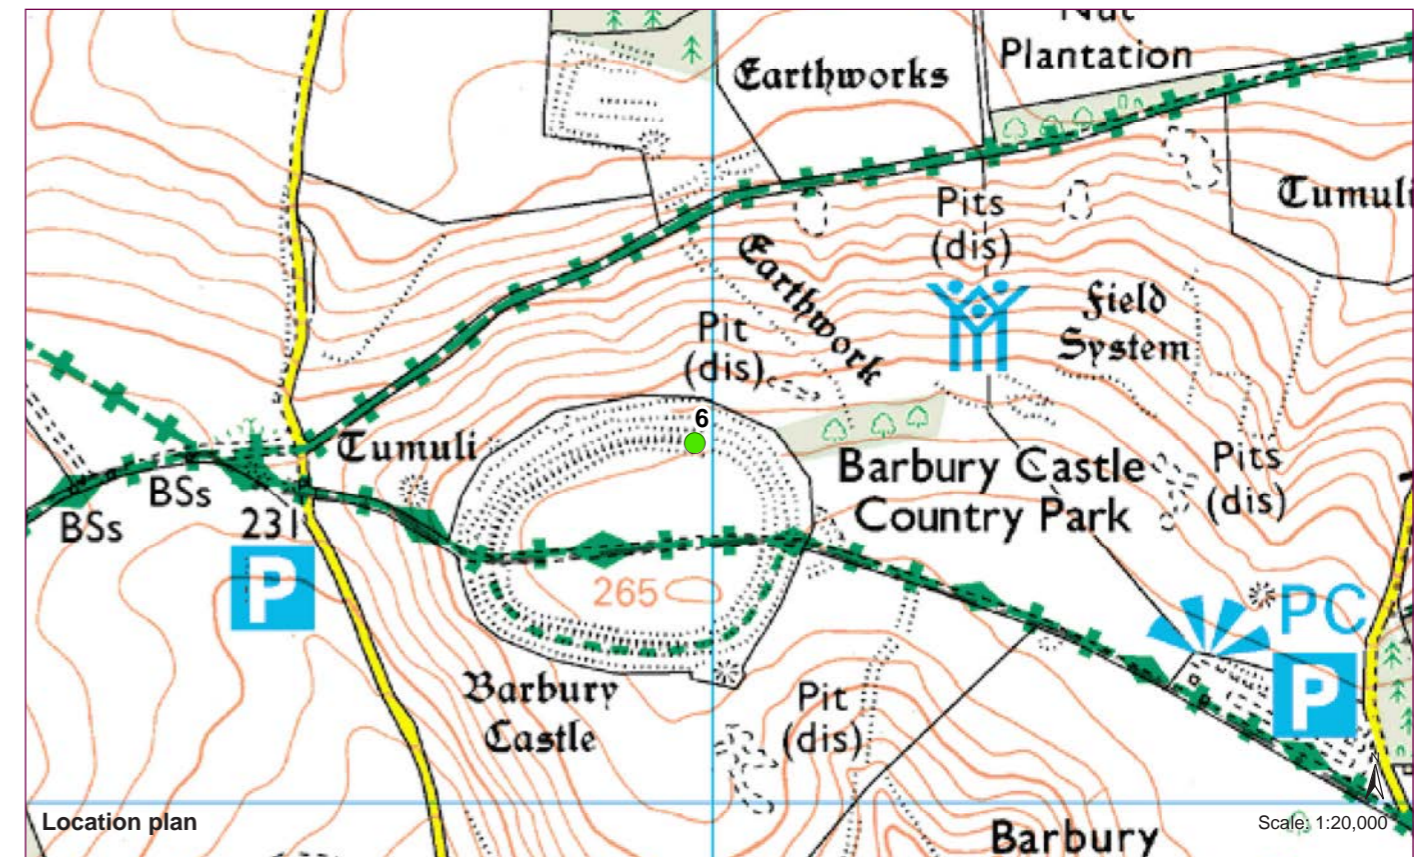 Nut
Plantation
Earthworks
Tumuli
Pits
(dis)
Earthwork
Field
System
Pit
(dis)
6
Tumuli
BSs
BSs
231
P
Barbury Castle
Country Park
Pits
(dis)
265
PC
P
Barbury
Castle
Pit
(dis)
Location plan
Scale: 1:20,000
Barbury